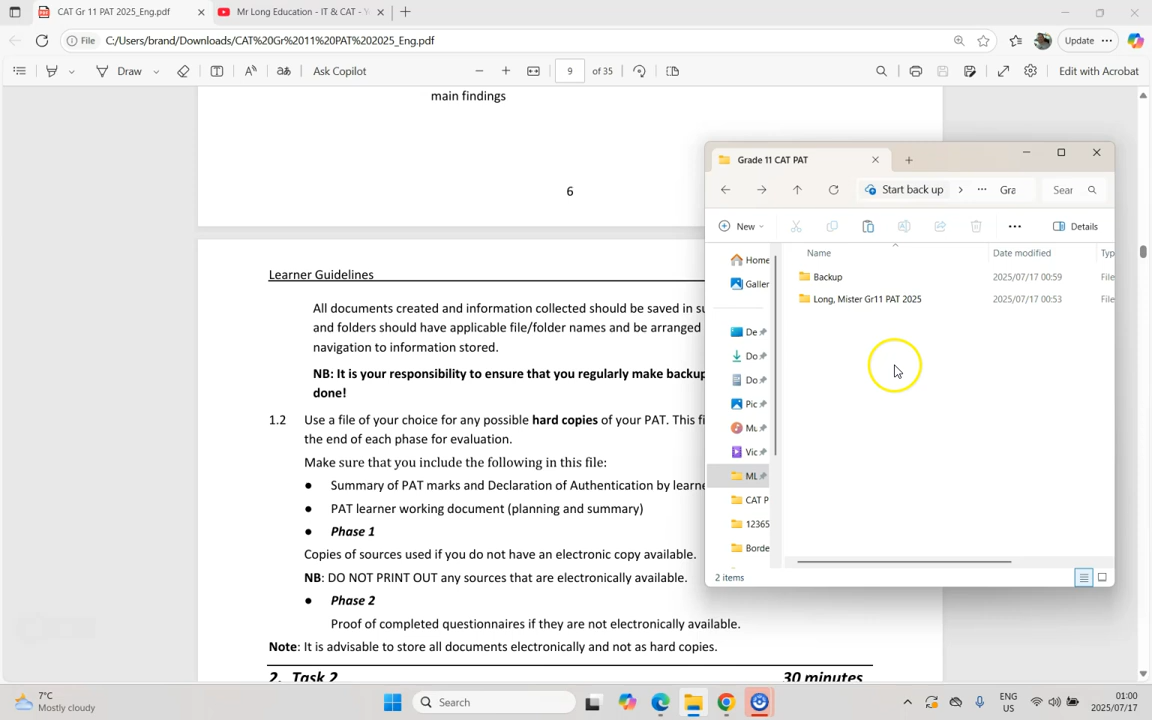 CAT Gr 11 PAT 2025_Eng.pdf
Mr Long Education - IT & CAT - Y
File
C:/Users/brand/Downloads/CAT%20Gr%2011%20PAT%202025_Eng.pdf
Update
Draw
Ask Copilot
9 of 35
Edit with Acrobat
main findings
6
Learner Guidelines
All documents created and information collected should be saved in su
and folders should have applicable file/folder names and be arranged
navigation to information stored.
NB: It is your responsibility to ensure that you regularly make backup
done!
1.2 Use a file of your choice for any possible hard copies of your PAT. This fi
the end of each phase for evaluation.
Make sure that you include the following in this file:
● Summary of PAT marks and Declaration of Authentication by learne
● PAT learner working document (planning and summary)
● Phase 1
Copies of sources used if you do not have an electronic copy available.
NB: DO NOT PRINT OUT any sources that are electronically available.
● Phase 2
Proof of completed questionnaires if they are not electronically available.
Note: It is advisable to store all documents electronically and not as hard copies.
2. Task 2 30 minutes
Grade 11 CAT PAT
Start back up > ... Gra
Sear
New
Details
Name Date modified Typ
Backup 2025/07/17 00:59 File
Long, Mister Gr11 PAT 2025 2025/07/17 00:53 File
Home
Galler
De
Do
Do
Pic
Mu
Vic
ML
CAT P
12365
Borde
2 items
7°C
Mostly cloudy
Search
ENG
US
01:00
2025/07/17